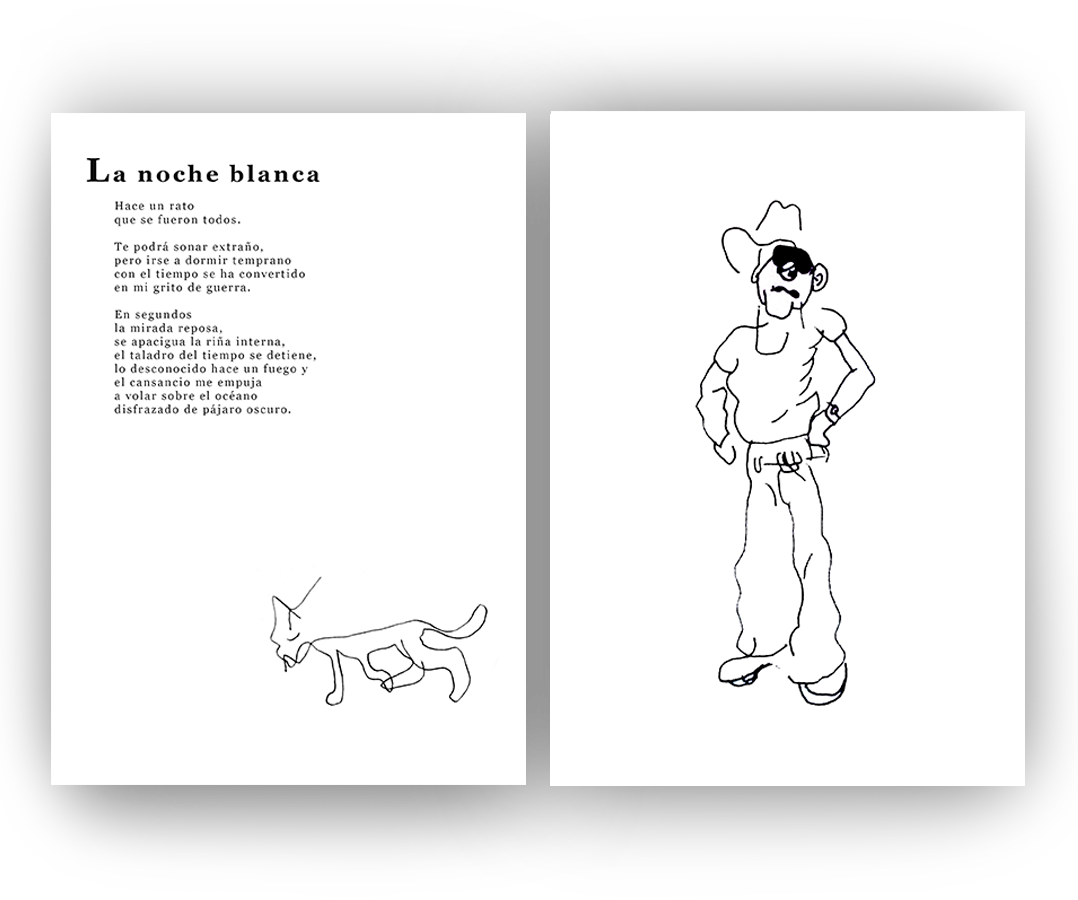 La noche blanca
Hace un rato
que se fueron todos.
Te podrá sonar extraño,
pero irse a dormir temprano
con el tiempo se ha convertido
en mi grito de guerra.
En segundos
la mirada reposa,
se apacigua la riña interna,
el taladro del tiempo se detiene,
lo desconocido hace un fuego y
el cansancio me empuja
a volar sobre el océano
disfrazado de pájaro oscuro.